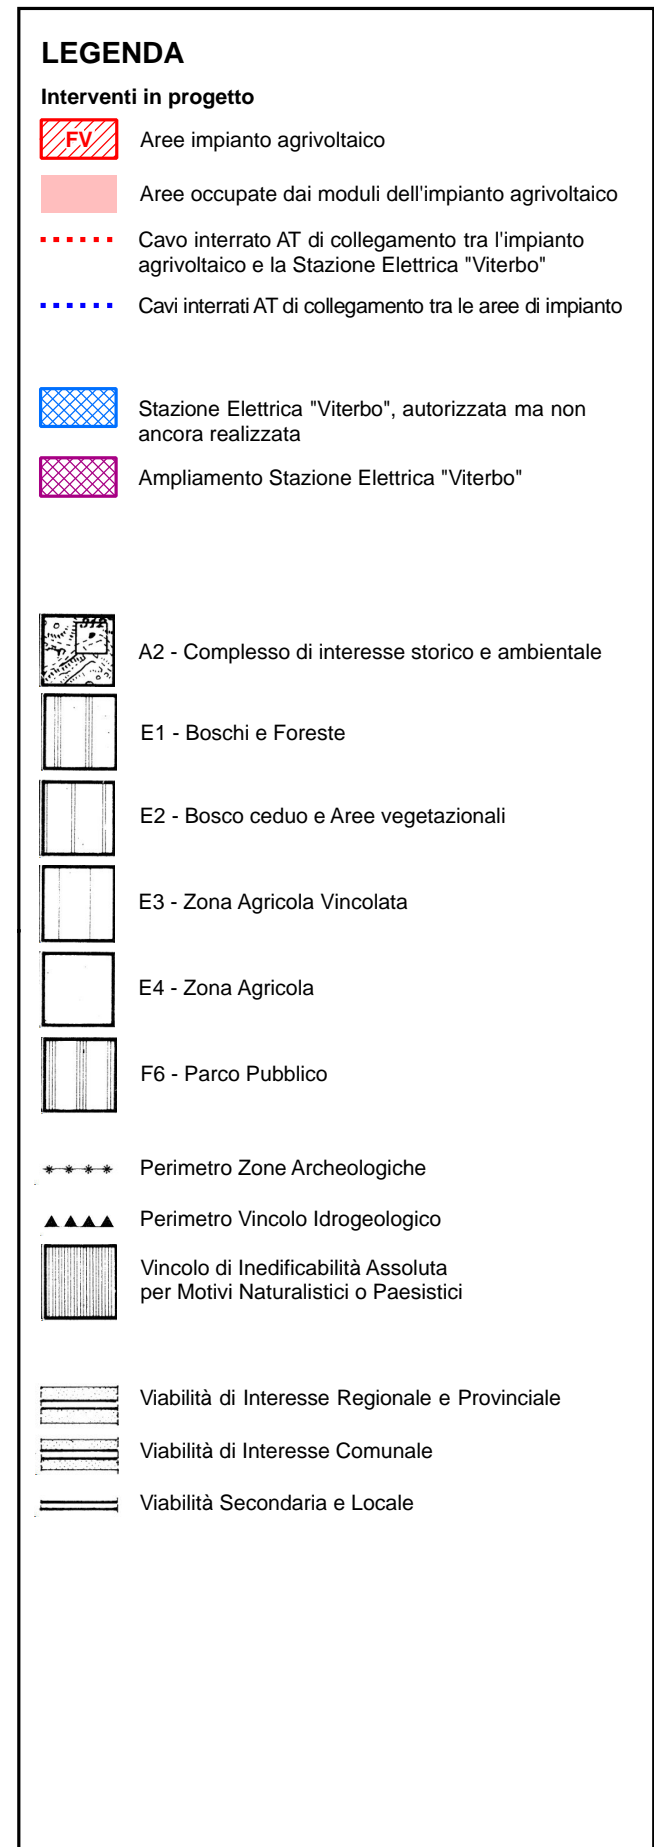 LEGENDA
Interventi in progetto
FV
Aree impianto agrivoltaico
Aree occupate dai moduli dell'impianto agrivoltaico
Cavo interrato AT di collegamento tra l'impianto
agrivoltaico e la Stazione Elettrica "Viterbo"
Cavi interrati AT di collegamento tra le aree di impianto
Stazione Elettrica "Viterbo", autorizzata ma non
ancora realizzata
Ampliamento Stazione Elettrica "Viterbo"
A2 - Complesso di interesse storico e ambientale
E1 - Boschi e Foreste
E2 - Bosco ceduo e Aree vegetazionali
E3 - Zona Agricola Vincolata
E4 - Zona Agricola
F6 - Parco Pubblico
Perimetro Zone Archeologiche
Perimetro Vincolo Idrogeologico
Vincolo di Inedificabilità Assoluta
per Motivi Naturalistici o Paesistici
Viabilità di Interesse Regionale e Provinciale
Viabilità di Interesse Comunale
Viabilità Secondaria e Locale